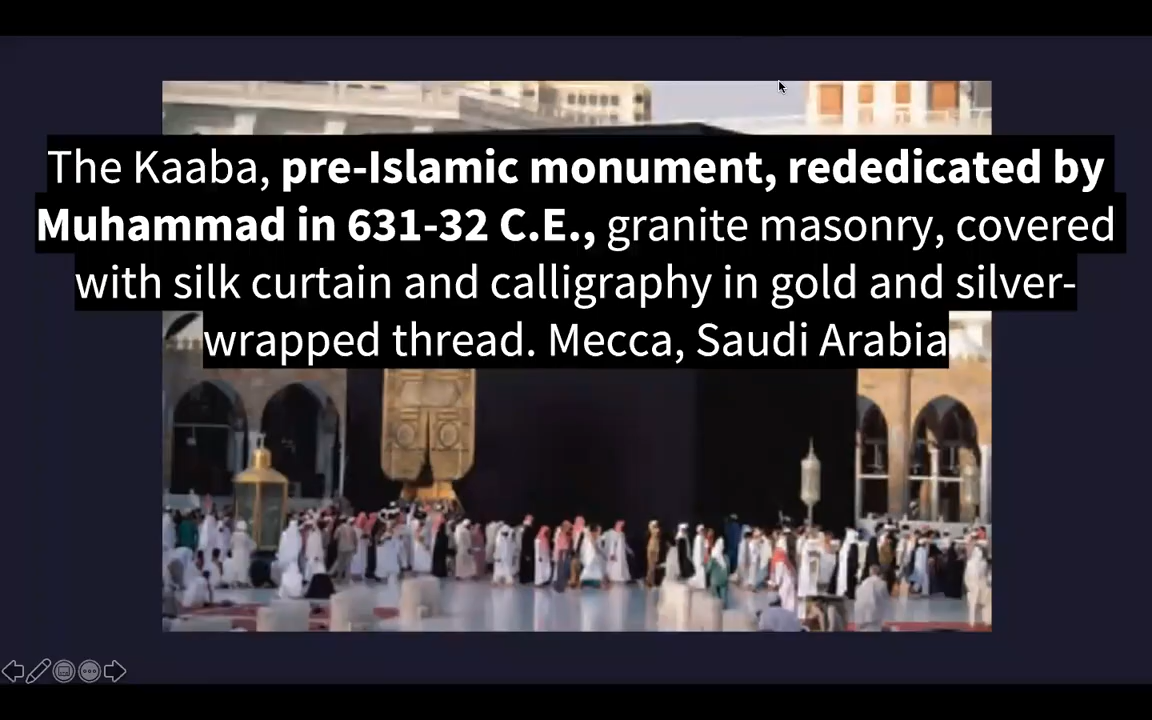 The Kaaba, pre-Islamic monument, rededicated by
Muhammad in 631-32 C.E., granite masonry, covered
with silk curtain and calligraphy in gold and silver-
wrapped thread. Mecca, Saudi Arabia